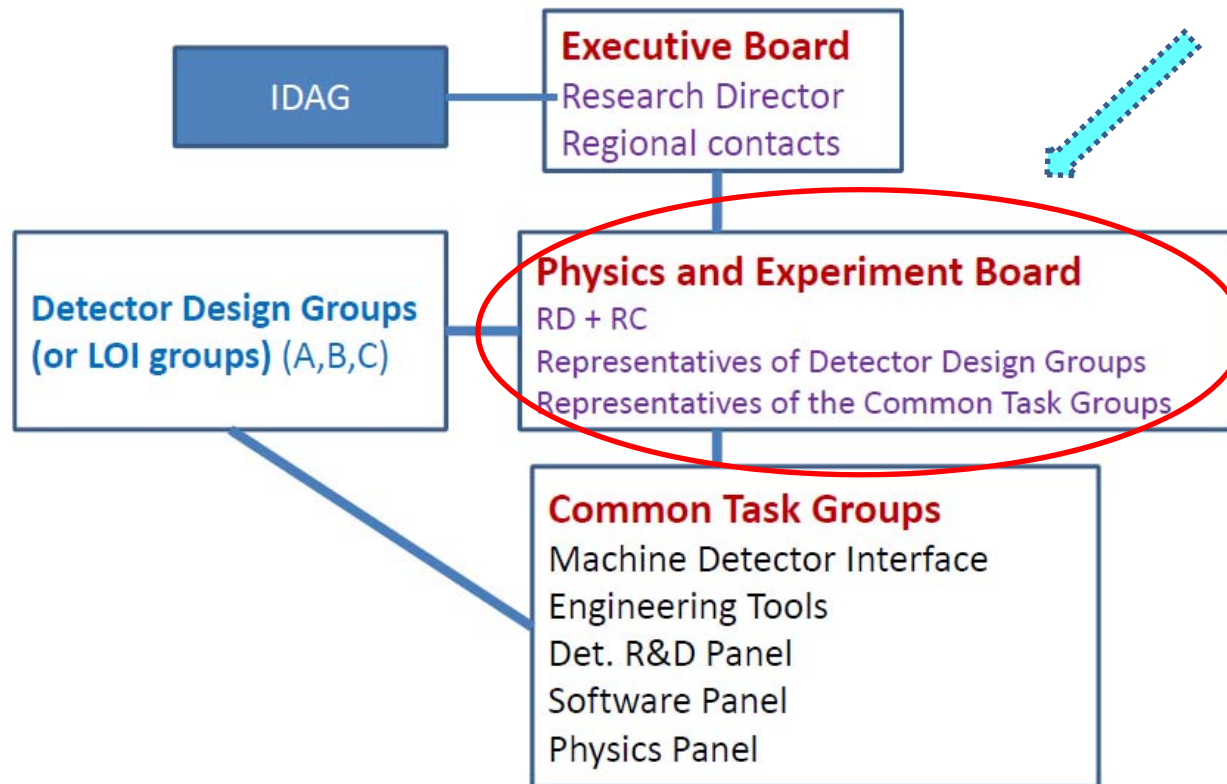 Executive Board
Research Director
Regional contacts
IDAG
Detector Design Groups
(or LOI groups) (A,B,C)
Physics and Experiment Board
RD + RC
Representatives of Detector Design Groups
Representatives of the Common Task Groups
Common Task Groups
Machine Detector Interface
Engineering Tools
Det. R&D Panel
Software Panel
Physics Panel